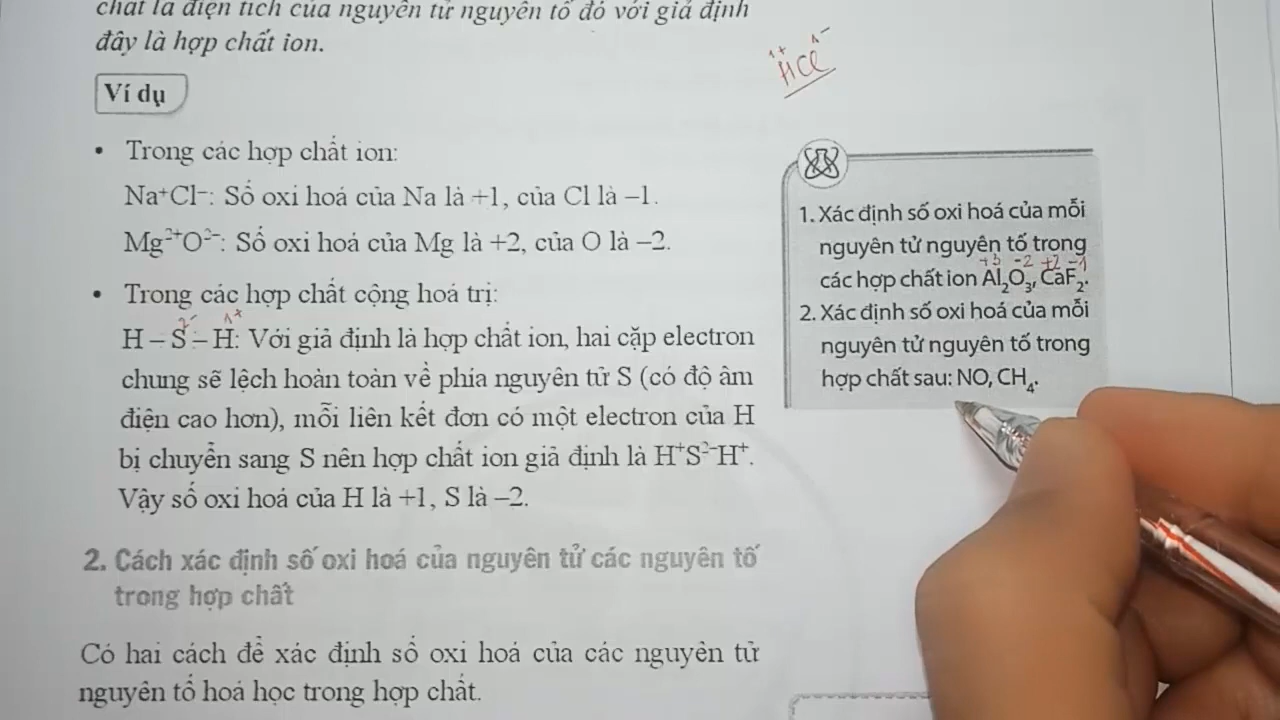 chất là điện tích của nguyên tử nguyên tố đó với giả định
đây là hợp chất ion.
1+ 1-
HCl
Ví dụ
• Trong các hợp chất ion:
Na⁺Cl⁻: Số oxi hoá của Na là +1, của Cl là –1.
Mg²⁺O²⁻: Số oxi hoá của Mg là +2, của O là –2.
• Trong các hợp chất cộng hoá trị:
2- 1+
H – S – H: Với giả định là hợp chất ion, hai cặp electron
chung sẽ lệch hoàn toàn về phía nguyên tử S (có độ âm
điện cao hơn), mỗi liên kết đơn có một electron của H
bị chuyển sang S nên hợp chất ion giả định là H⁺S²⁻H⁺.
Vậy số oxi hoá của H là +1, S là –2.
1. Xác định số oxi hoá của mỗi
nguyên tử nguyên tố trong
+3 -2 +2 -1
các hợp chất ion Al₂O₃, CaF₂.
2. Xác định số oxi hoá của mỗi
nguyên tử nguyên tố trong
hợp chất sau: NO, CH₄.
2. Cách xác định số oxi hoá của nguyên tử các nguyên tố
trong hợp chất
Có hai cách để xác định số oxi hoá của các nguyên tử
nguyên tố hoá học trong hợp chất.